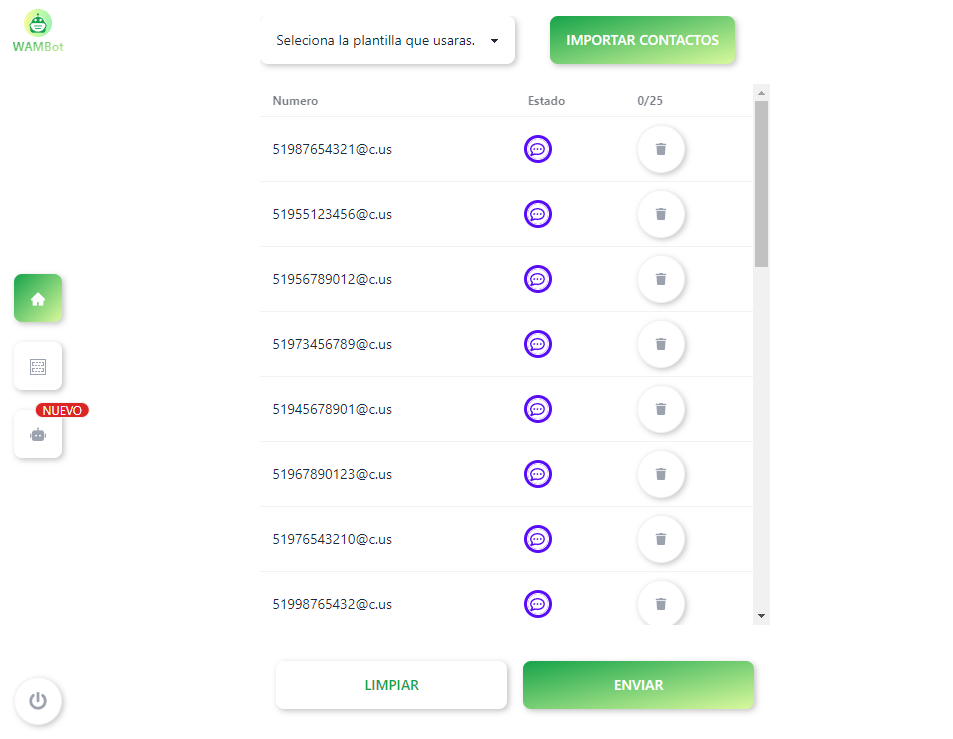 WAMBot
Seleciona la plantilla que usaras.
IMPORTAR CONTACTOS
Numero Estado 0/25
51987654321@c.us
51955123456@c.us
51956789012@c.us
51973456789@c.us
51945678901@c.us
51967890123@c.us
51976543210@c.us
51998765432@c.us
NUEVO
LIMPIAR
ENVIAR